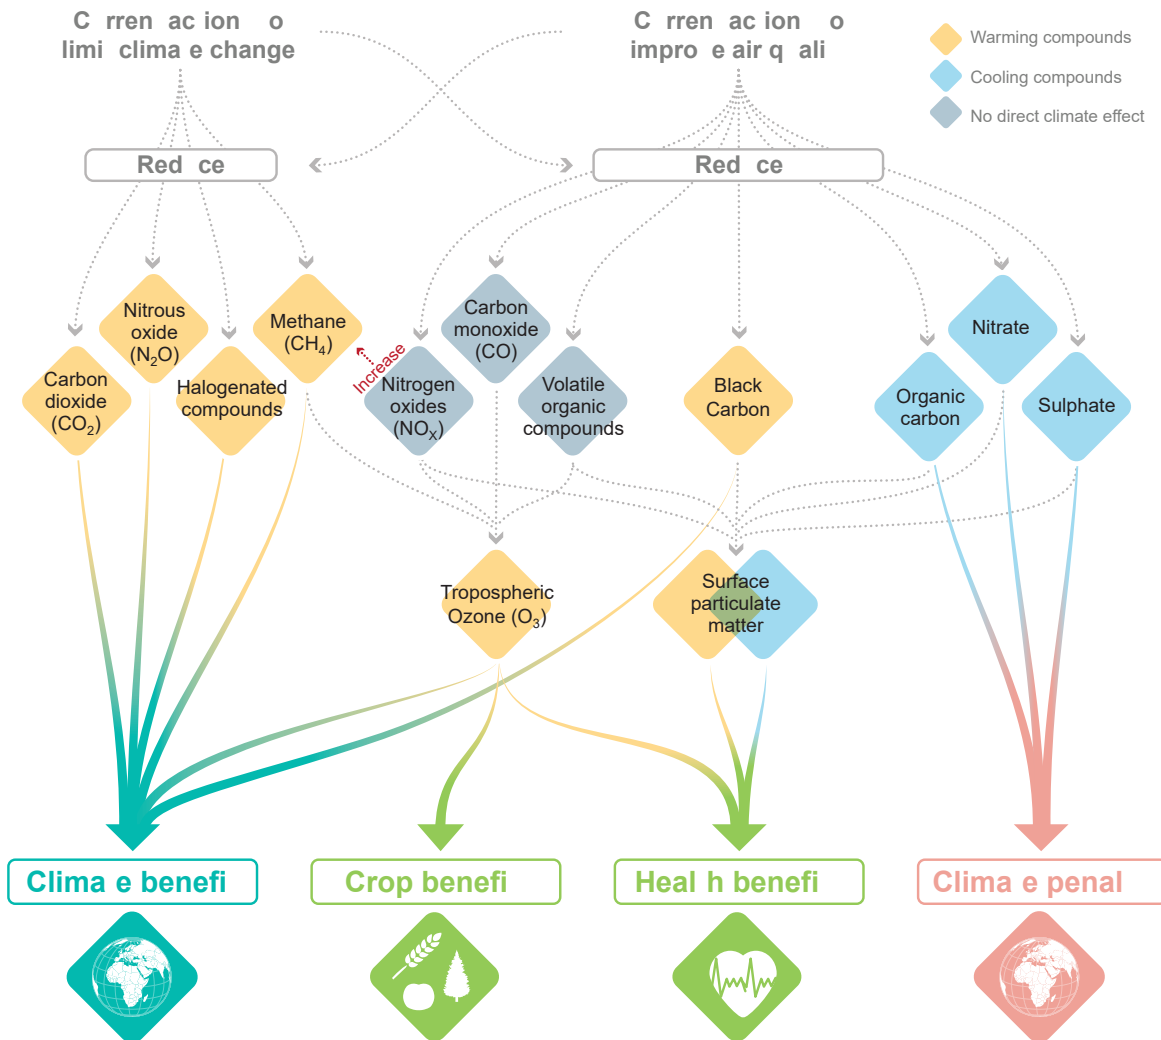 C rren ac ion o
limi clima e change
C rren ac ion o
impro e air q ali
Warming compounds
Cooling compounds
No direct climate effect
Red ce
Red ce
Nitrous
oxide
(N₂O)
Methane
(CH₄)
Carbon
monoxide
(CO)
Nitrate
Increase
Carbon
dioxide
(CO₂)
Halogenated
compounds
Nitrogen
oxides
(NOₓ)
Volatile
organic
compounds
Black
Carbon
Organic
carbon
Sulphate
Tropospheric
Ozone (O₃)
Surface
particulate
matter
Clima e benefi
Crop benefi
Heal h benefi
Clima e penal